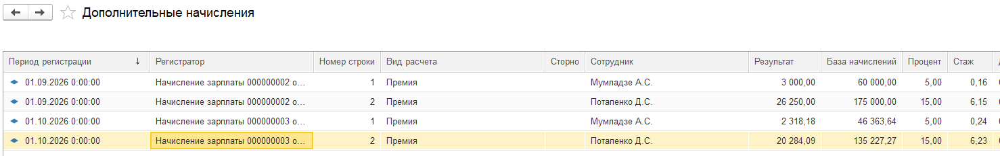 Дополнительные начисления
Период регистрации ↓ Регистратор Номер строки Вид расчета Сторно Сотрудник Результат База начислений Процент Стаж
01.09.2026 0:00:00 Начисление зарплаты 000000002 о... 1 Премия Мумладзе А.С. 3 000,00 60 000,00 5,00 0,16
01.09.2026 0:00:00 Начисление зарплаты 000000002 о... 2 Премия Потапенко Д.С. 26 250,00 175 000,00 15,00 6,15
01.10.2026 0:00:00 Начисление зарплаты 000000003 о... 1 Премия Мумладзе А.С. 2 318,18 46 363,64 5,00 0,24
01.10.2026 0:00:00 Начисление зарплаты 000000003 о... 2 Премия Потапенко Д.С. 20 284,09 135 227,27 15,00 6,23